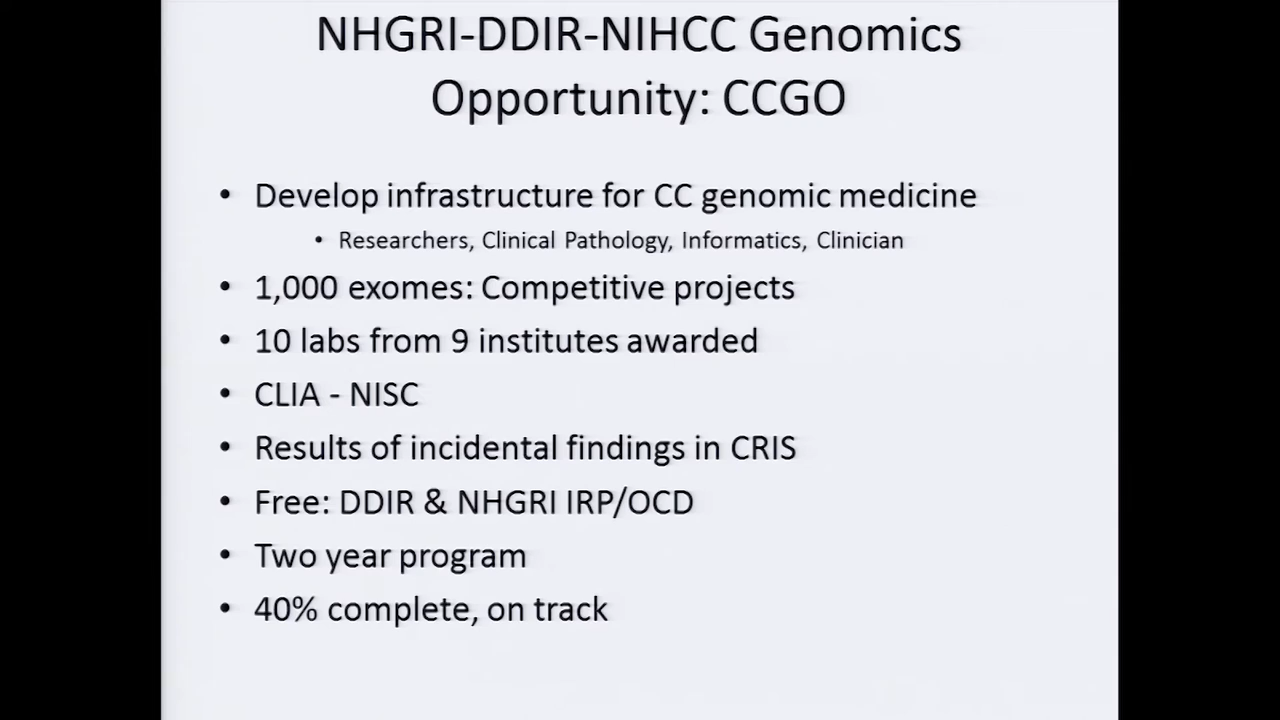 NHGRI-DDIR-NIHCC Genomics
Opportunity: CCGO
• Develop infrastructure for CC genomic medicine
• Researchers, Clinical Pathology, Informatics, Clinician
• 1,000 exomes: Competitive projects
• 10 labs from 9 institutes awarded
• CLIA - NISC
• Results of incidental findings in CRIS
• Free: DDIR & NHGRI IRP/OCD
• Two year program
• 40% complete, on track